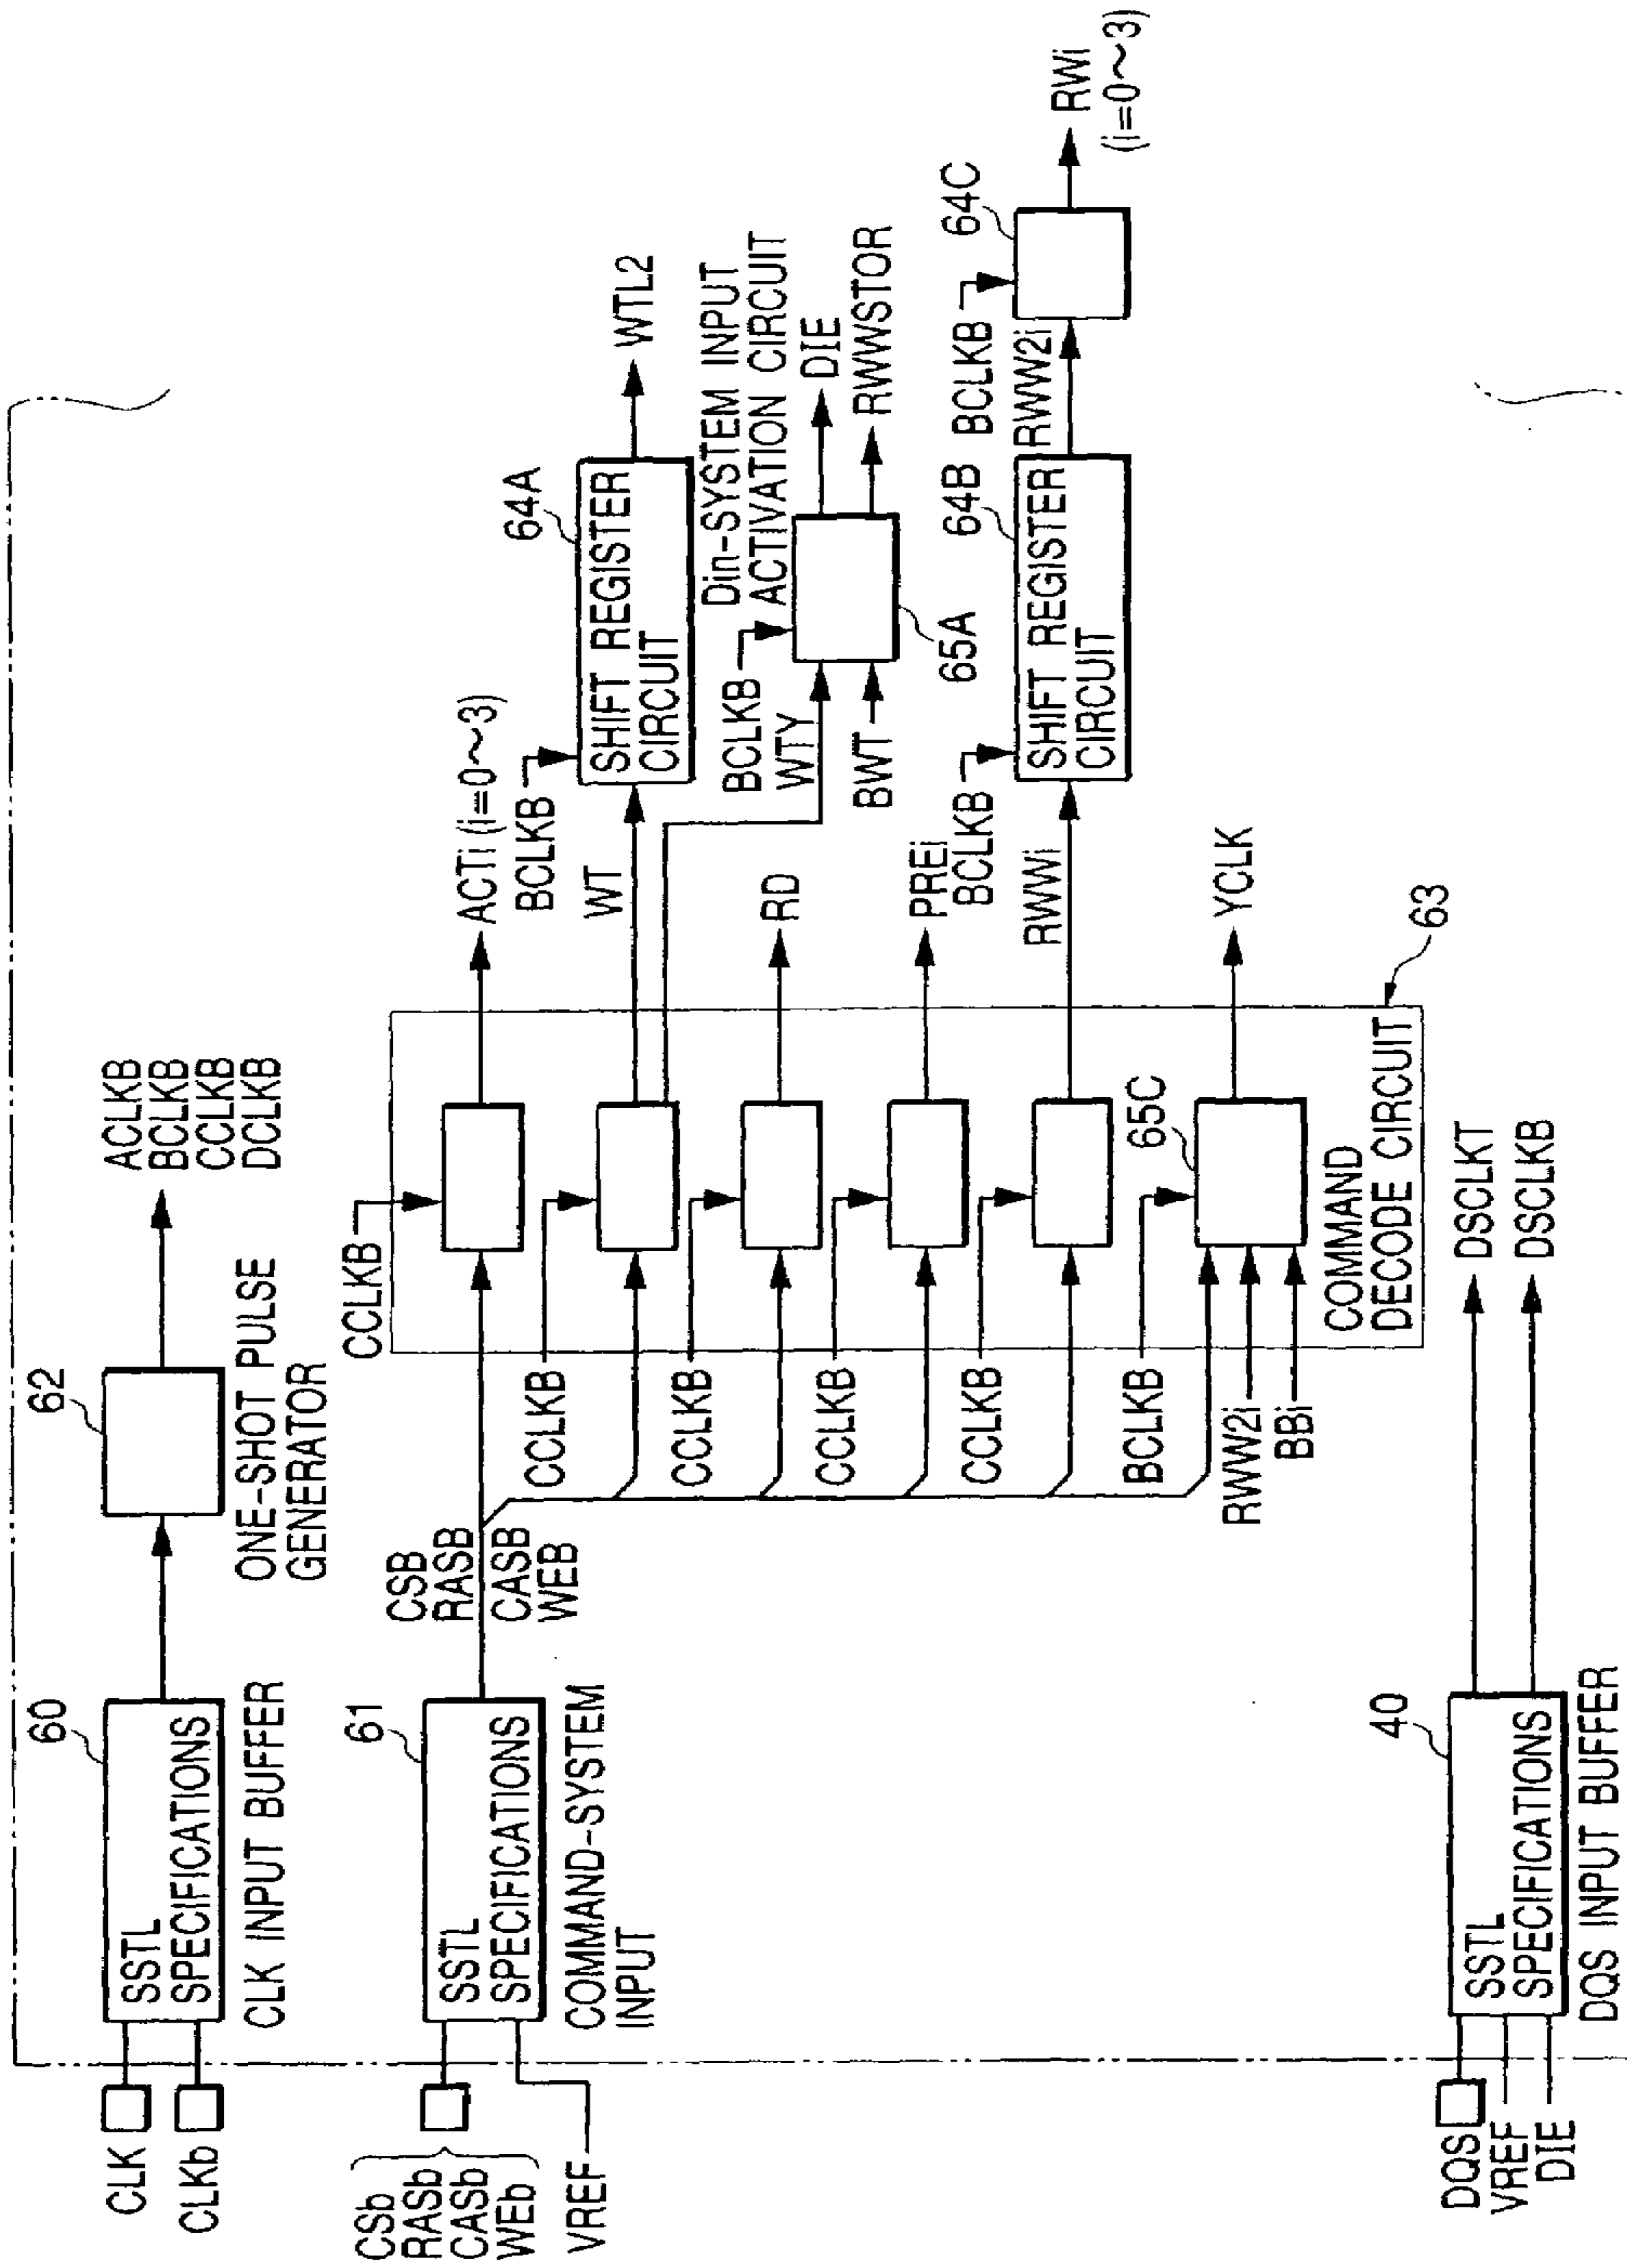 CLK
CLKb
60
SSTL
SPECIFICATIONS
CLK INPUT BUFFER
62
ONE-SHOT PULSE
GENERATOR
ACLKB
BCLKB
CCLKB
DCLKB
CSb
RASb
CASb
WEb
VREF
61
SSTL
SPECIFICATIONS
COMMAND-SYSTEM
INPUT
CSB
RASB
CASB
WEB
CCLKB
CCLKB
CCLKB
CCLKB
CCLKB
BCLKB
RWW2i
BBi
65C
COMMAND
DECODE CIRCUIT
63
ACTi (i=0~3)
BCLKB
WT
64A
SHIFT REGISTER
CIRCUIT
WTL2
Din-SYSTEM INPUT
ACTIVATION CIRCUIT
BCLKB
WTY
BWT
65A
DIE
RWWSTOR
RD
PREi
BCLKB
RWWi
64B
SHIFT REGISTER
CIRCUIT
BCLKB
RWW2i
64C
RWi
(i=0~3)
YCLK
DQS
VREF
DIE
40
SSTL
SPECIFICATIONS
DQS INPUT BUFFER
DSCLKT
DSCLKB